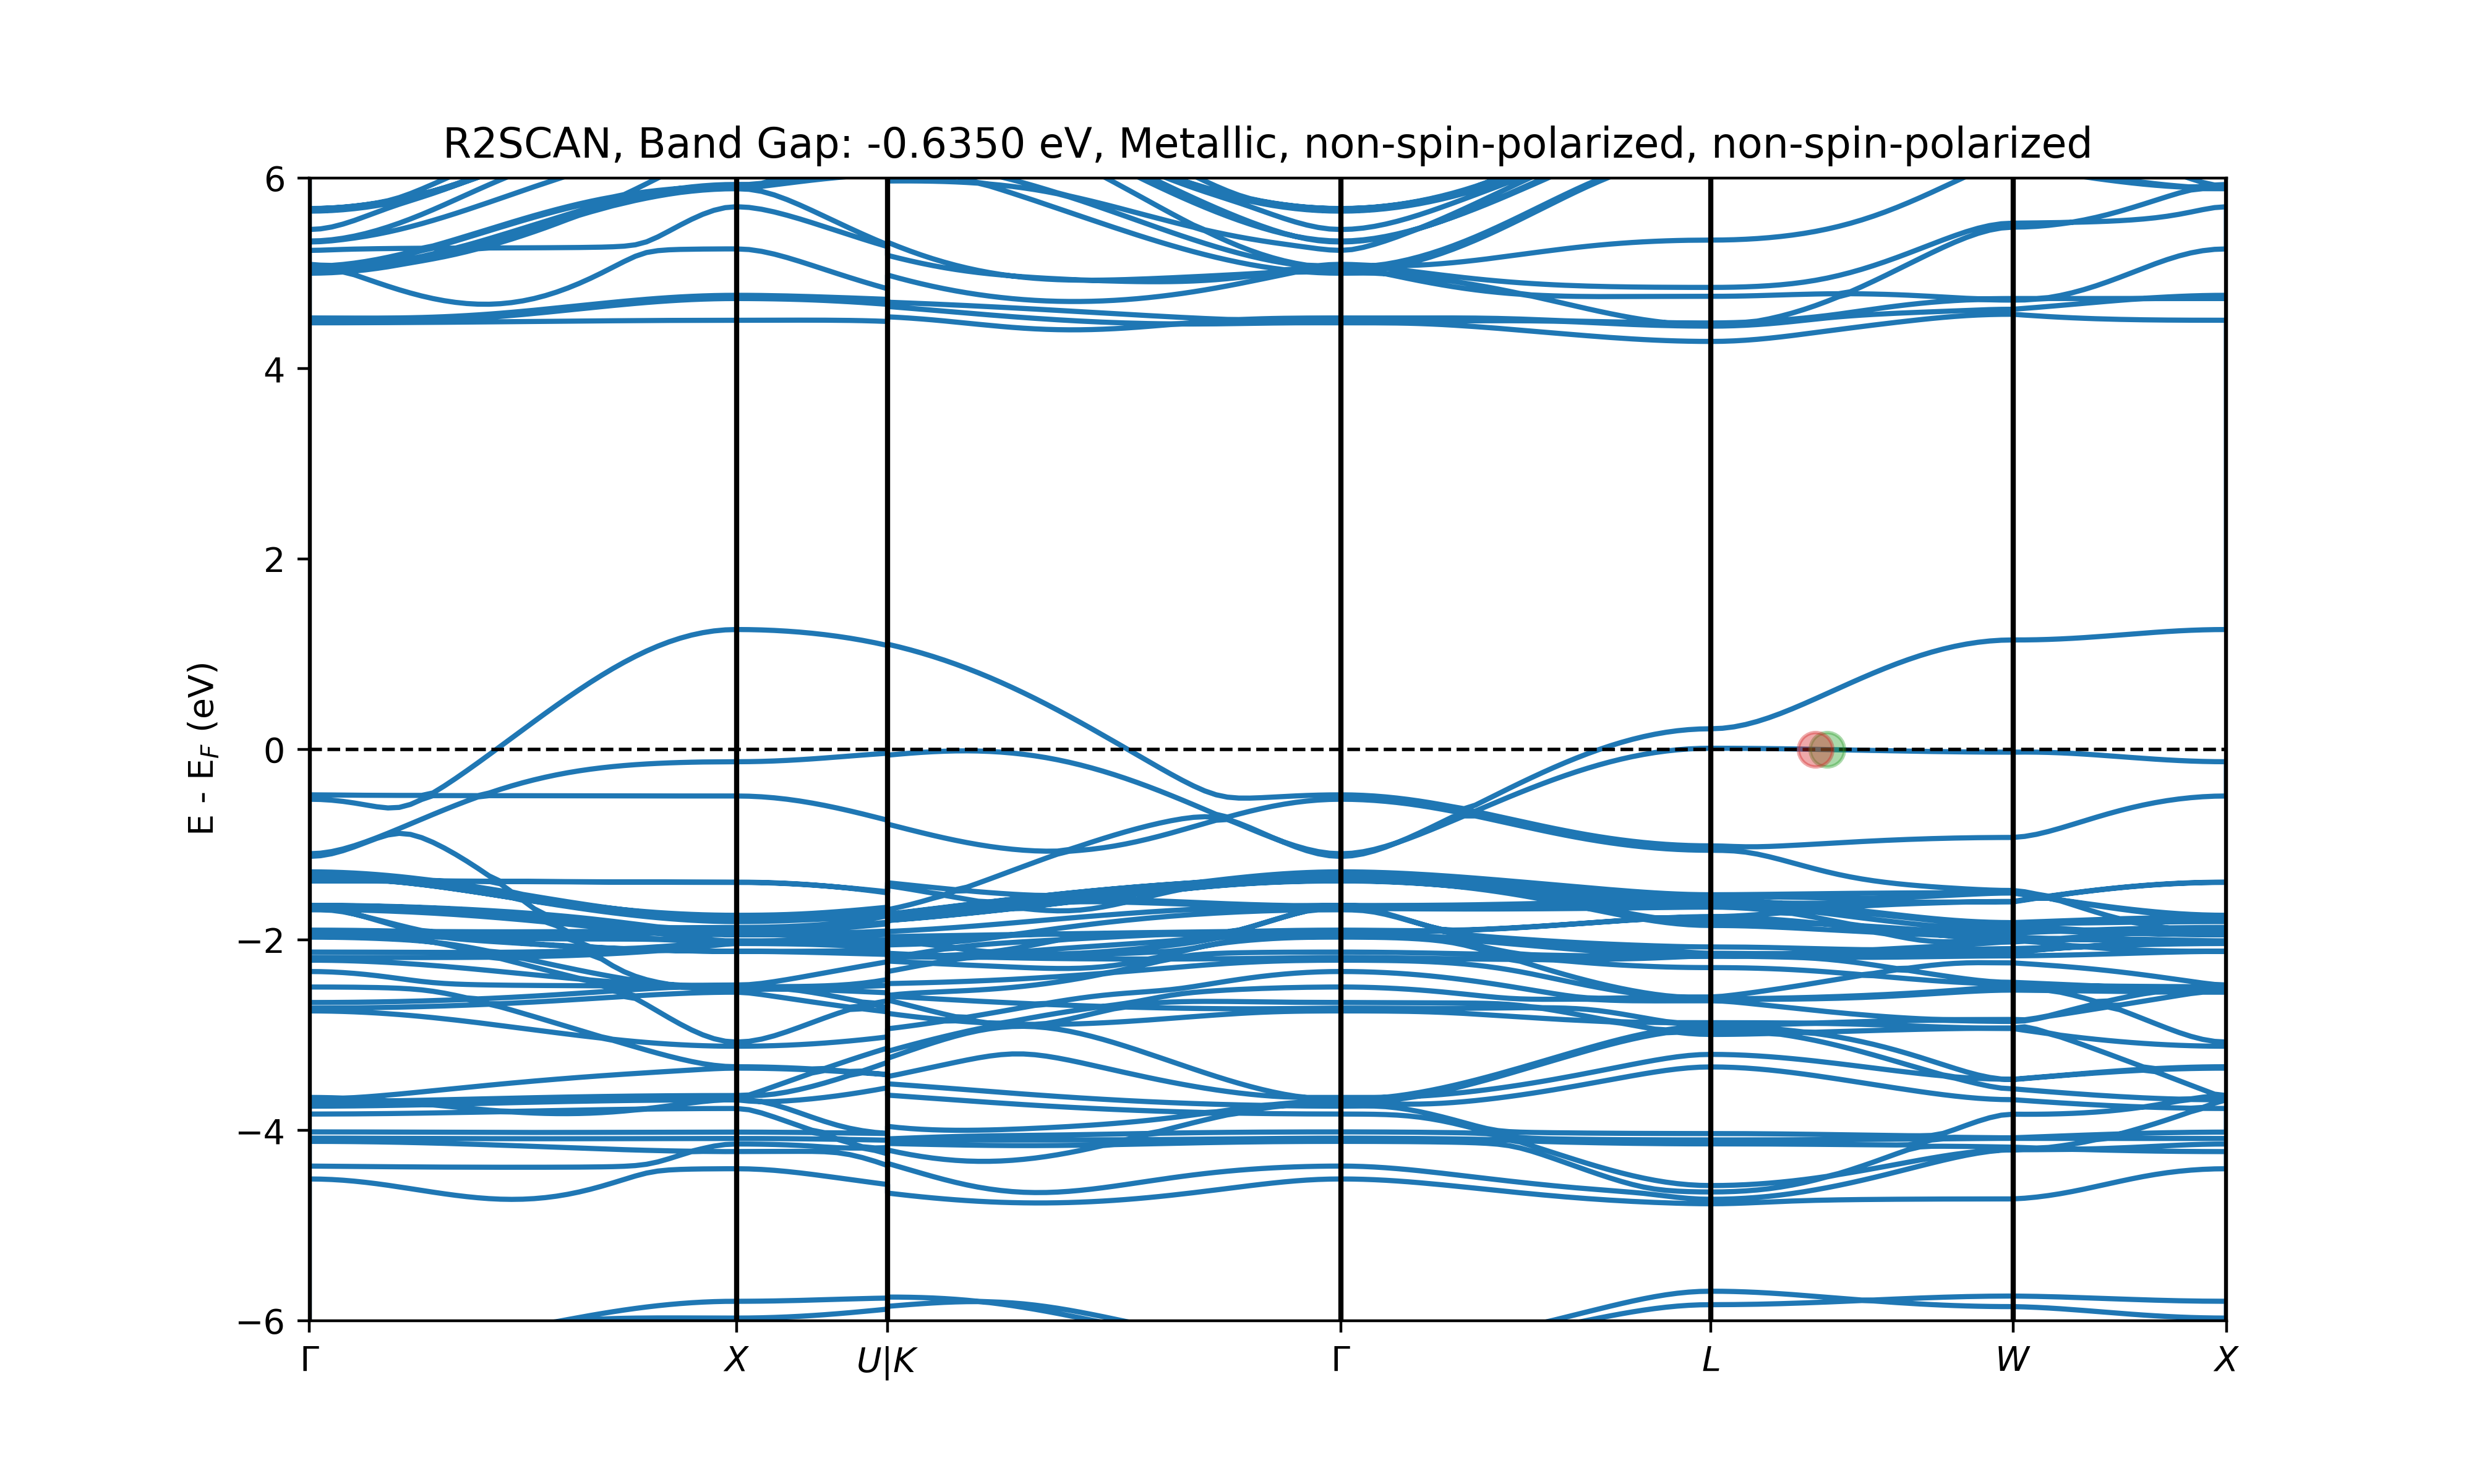 R2SCAN, Band Gap: -0.6350 eV, Metallic, non-spin-polarized, non-spin-polarized
6
4
2
0
−2
−4
−6
E - E_F (eV)
Γ X U|K Γ L W X